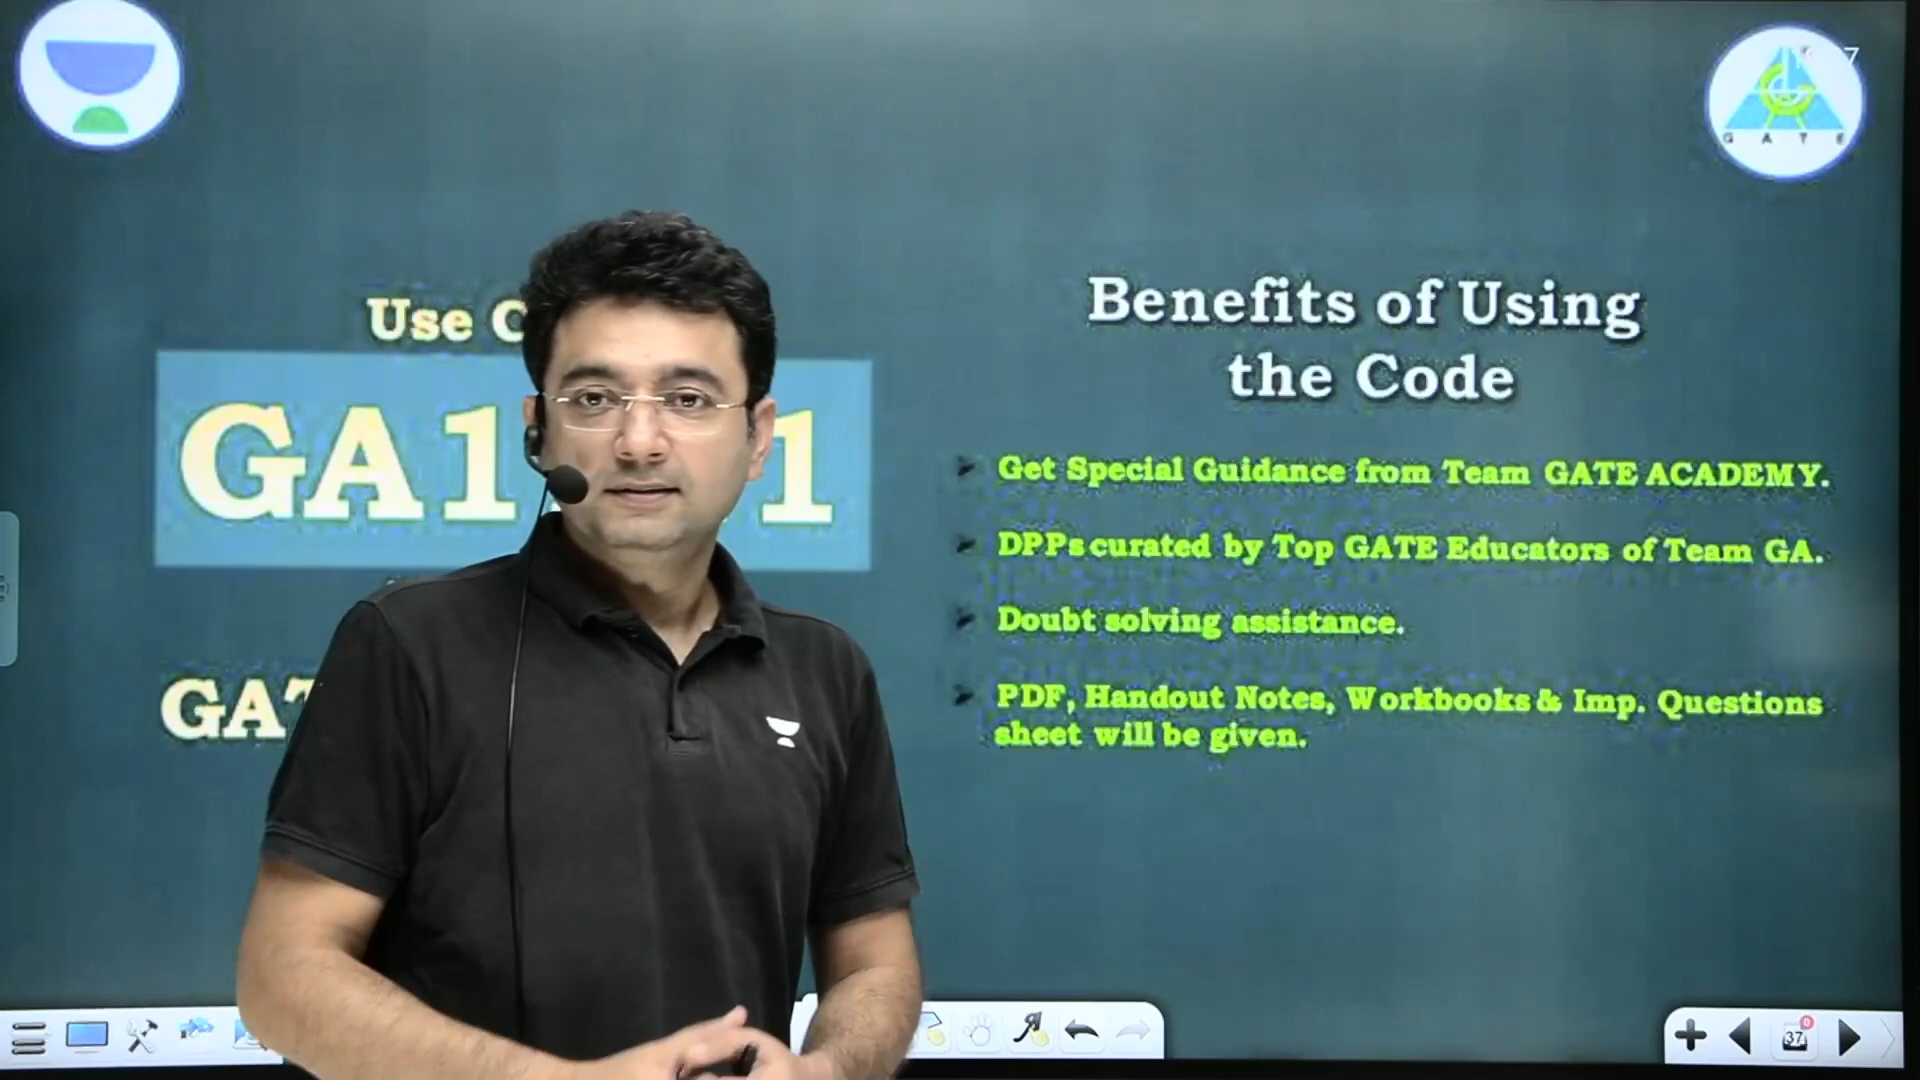 GATE
Use
GA1 1
Benefits of Using
the Code
Get Special Guidance from Team GATE ACADEMY.
DPPs curated by Top GATE Educators of Team GA.
Doubt solving assistance.
PDF, Handout Notes, Workbooks & Imp. Questions
sheet will be given.
37